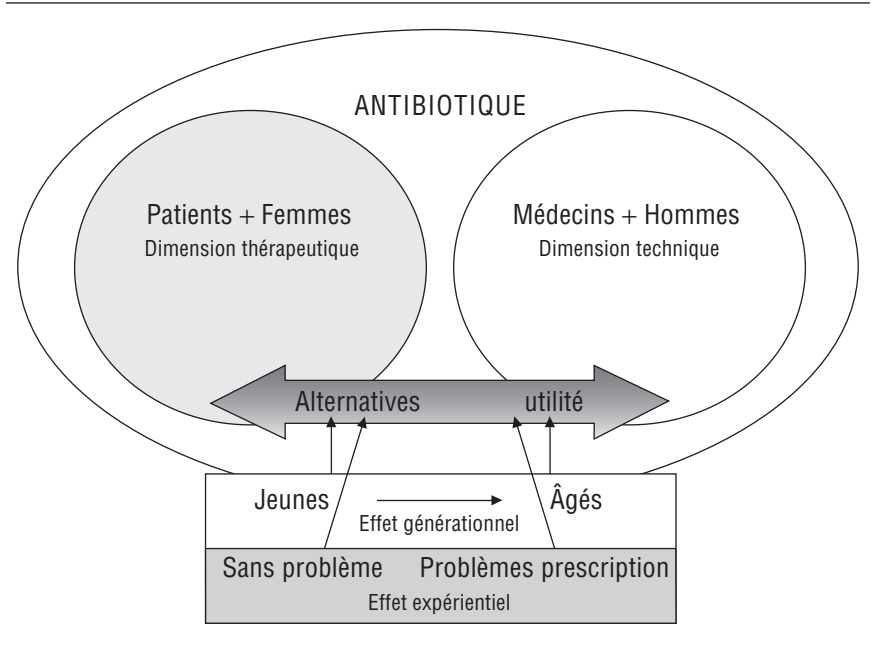 ANTIBIOTIQUE
Patients + Femmes
Dimension thérapeutique
Médecins + Hommes
Dimension technique
Alternatives utilité
Jeunes Âgés
Effet générationnel
Sans problème Problèmes prescription
Effet expérientiel